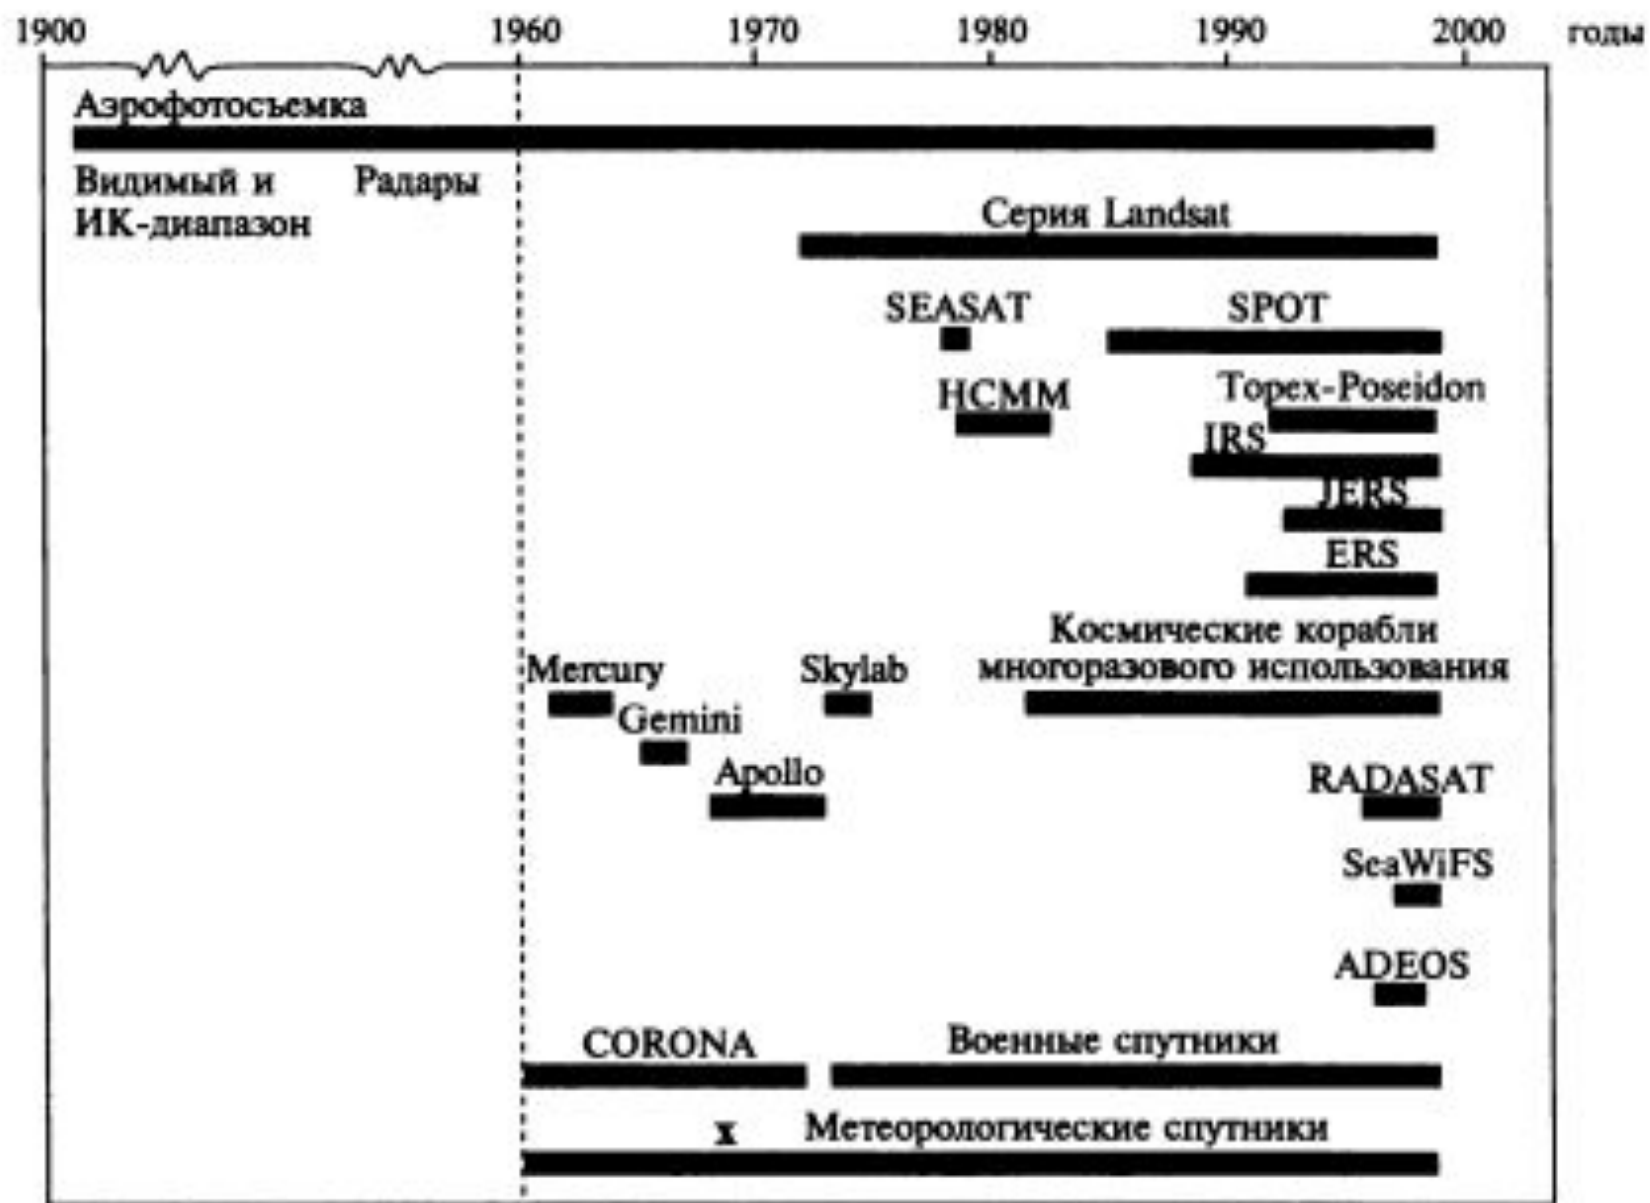 1900 1960 1970 1980 1990 2000 годы
Аэрофотосъемка
Видимый и Радары
ИК-диапазон
Серия Landsat
SEASAT SPOT
HCMM Topex-Poseidon
IRS
JERS
ERS
Космические корабли
многоразового использования
Mercury Skylab
Gemini
Apollo RADASAT
SeaWiFS
ADEOS
CORONA Военные спутники
x Метеорологические спутники